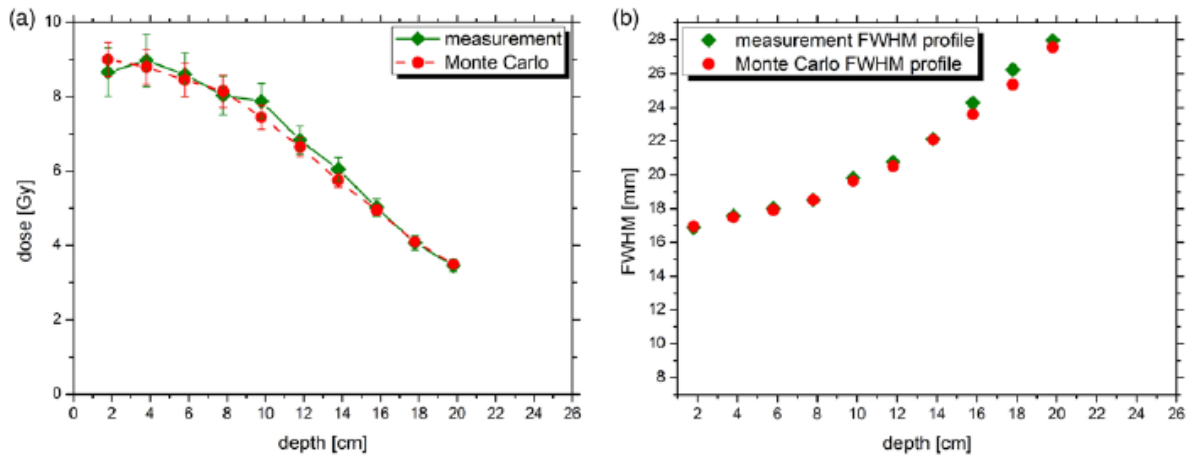 (a)
measurement
Monte Carlo
dose [Gy]
10
8
6
4
2
0
0 2 4 6 8 10 12 14 16 18 20 22 24 26
depth [cm]
(b)
measurement FWHM profile
Monte Carlo FWHM profile
FWHM [mm]
28
26
24
22
20
18
16
14
12
10
8
2 4 6 8 10 12 14 16 18 20 22 24 26
depth [cm]